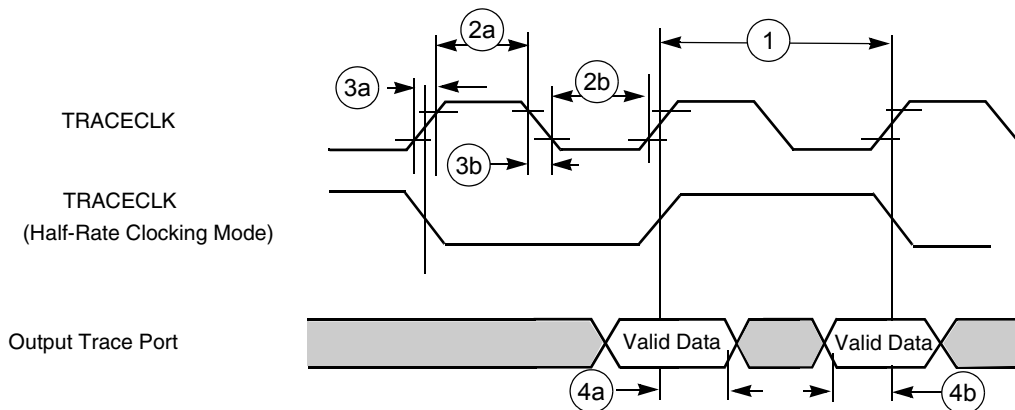 1
2a
2b
3a
TRACECLK
3b
TRACECLK
(Half-Rate Clocking Mode)
Output Trace Port
Valid Data
Valid Data
4a
4b